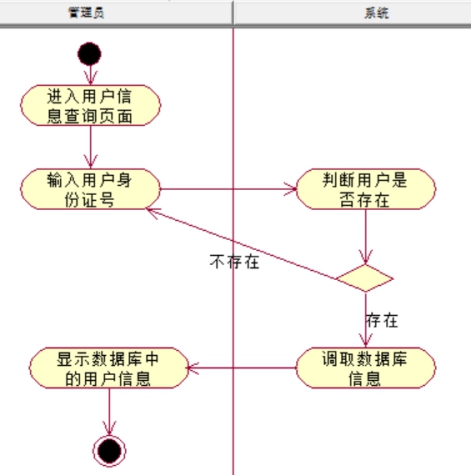 管理员
系统
进入用户信
息查询页面
输入用户身
份证号
判断用户是
否存在
不存在
存在
显示数据库中
的用户信息
调取数据库
信息